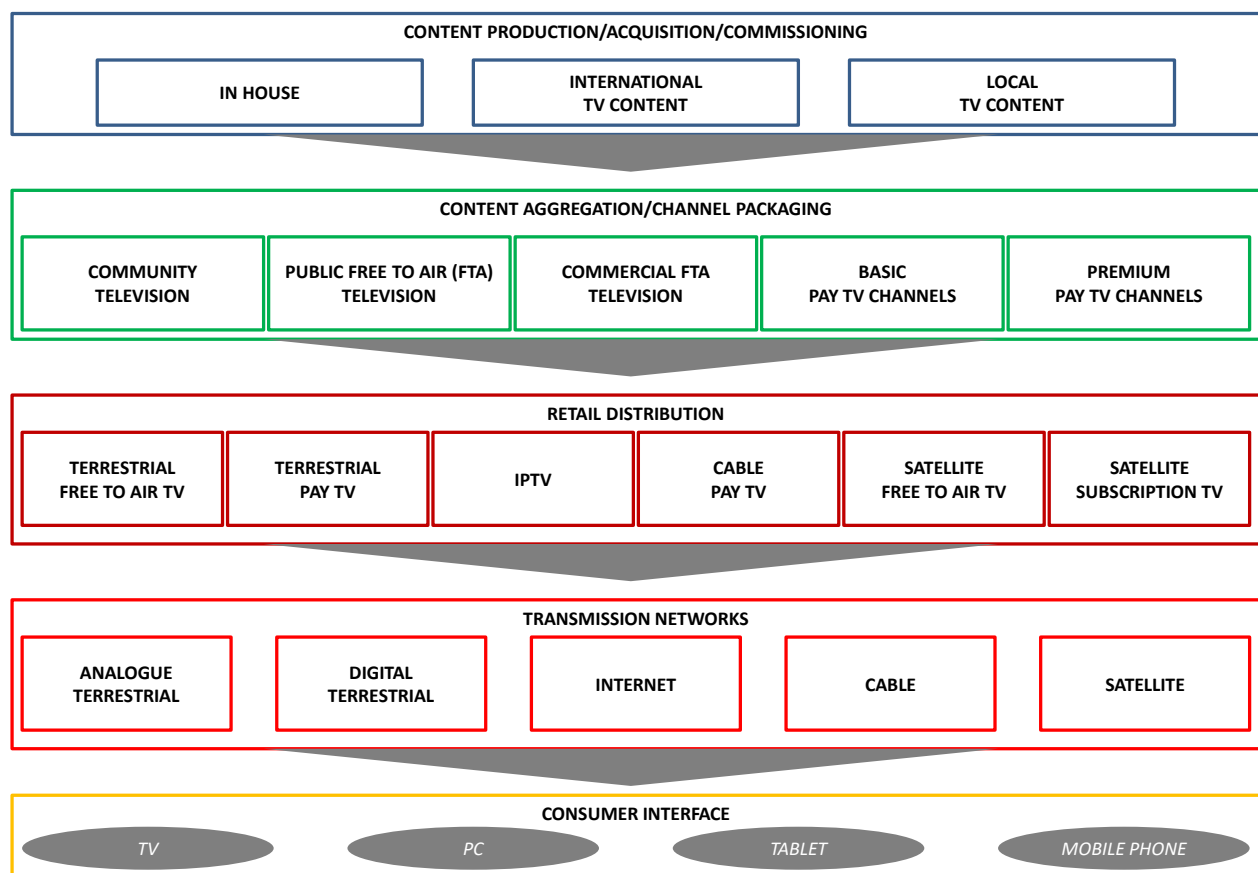 CONTENT PRODUCTION/ACQUISITION/COMMISSIONING
IN HOUSE
INTERNATIONAL
TV CONTENT
LOCAL
TV CONTENT
CONTENT AGGREGATION/CHANNEL PACKAGING
COMMUNITY
TELEVISION
PUBLIC FREE TO AIR (FTA)
TELEVISION
COMMERCIAL FTA
TELEVISION
BASIC
PAY TV CHANNELS
PREMIUM
PAY TV CHANNELS
RETAIL DISTRIBUTION
TERRESTRIAL
FREE TO AIR TV
TERRESTRIAL
PAY TV
IPTV
CABLE
PAY TV
SATELLITE
FREE TO AIR TV
SATELLITE
SUBSCRIPTION TV
TRANSMISSION NETWORKS
ANALOGUE
TERRESTRIAL
DIGITAL
TERRESTRIAL
INTERNET
CABLE
SATELLITE
CONSUMER INTERFACE
TV
PC
TABLET
MOBILE PHONE